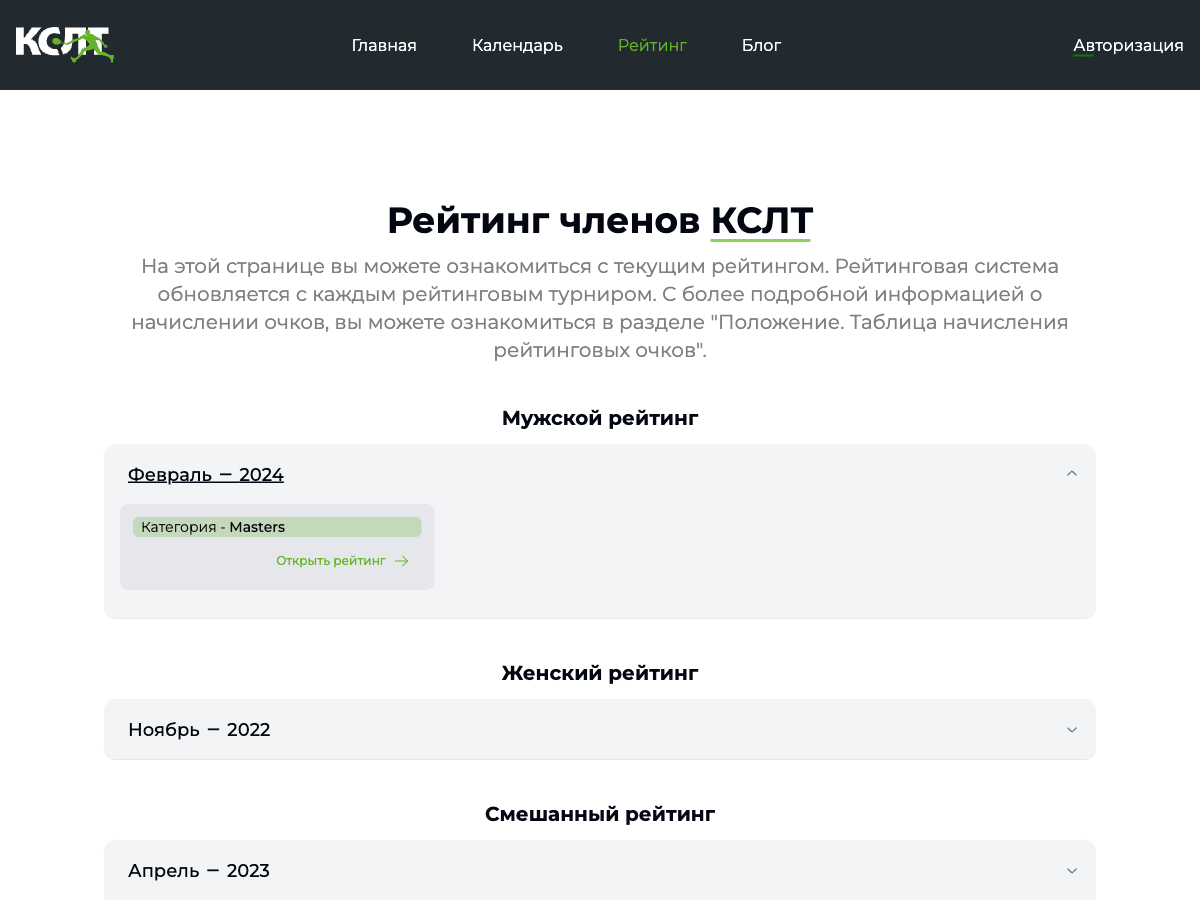 КСЛТ
Главная
Календарь
Рейтинг
Блог
Авторизация
Рейтинг членов КСЛТ
На этой странице вы можете ознакомиться с текущим рейтингом. Рейтинговая система
обновляется с каждым рейтинговым турниром. С более подробной информацией о
начислении очков, вы можете ознакомиться в разделе "Положение. Таблица начисления
рейтинговых очков".
Мужской рейтинг
Февраль — 2024
Категория - Masters
Открыть рейтинг
Женский рейтинг
Ноябрь — 2022
Смешанный рейтинг
Апрель — 2023